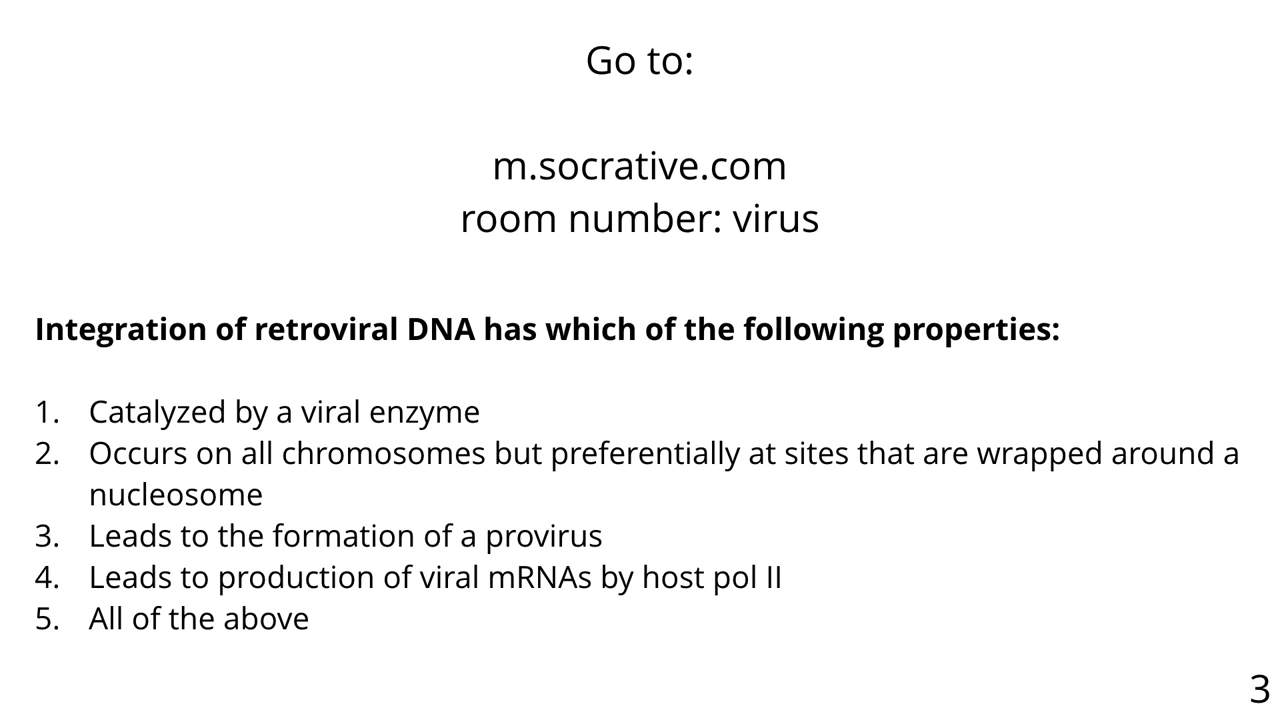 Go to:
m.socrative.com
room number: virus
Integration of retroviral DNA has which of the following properties:
1. Catalyzed by a viral enzyme
2. Occurs on all chromosomes but preferentially at sites that are wrapped around a
nucleosome
3. Leads to the formation of a provirus
4. Leads to production of viral mRNAs by host pol II
5. All of the above
3